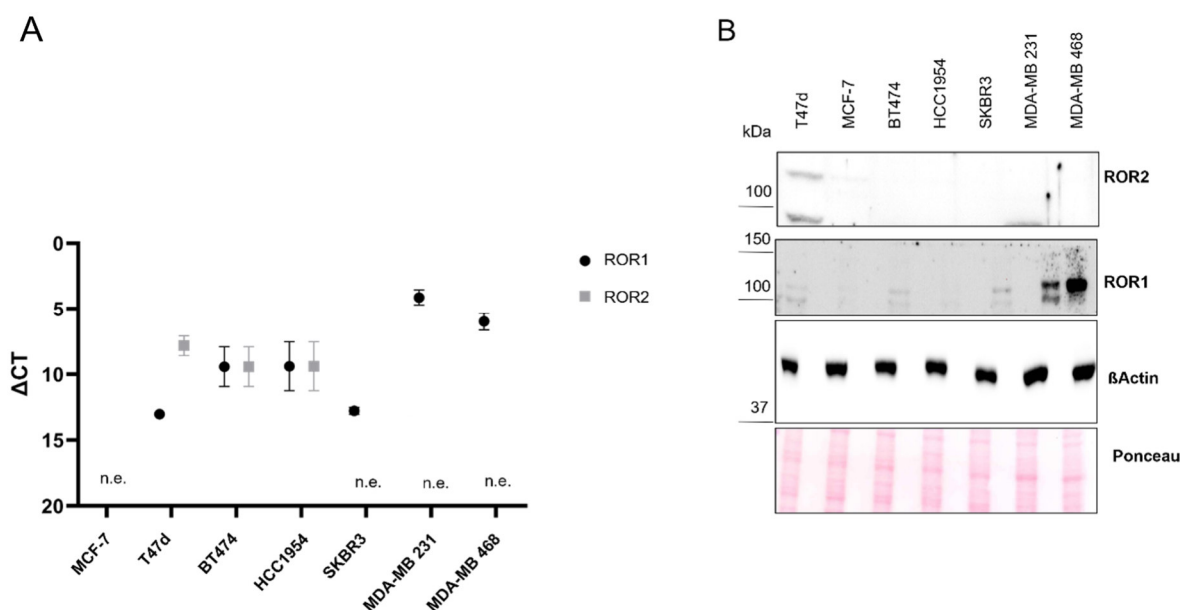 A
ΔCT
0
5
10
15
20
n.e.
n.e.
n.e.
n.e.
MCF-7
T47d
BT474
HCC1954
SKBR3
MDA-MB 231
MDA-MB 468
ROR1
ROR2
B
kDa
T47d
MCF-7
BT474
HCC1954
SKBR3
MDA-MB 231
MDA-MB 468
100
ROR2
150
100
ROR1
37
ßActin
Ponceau